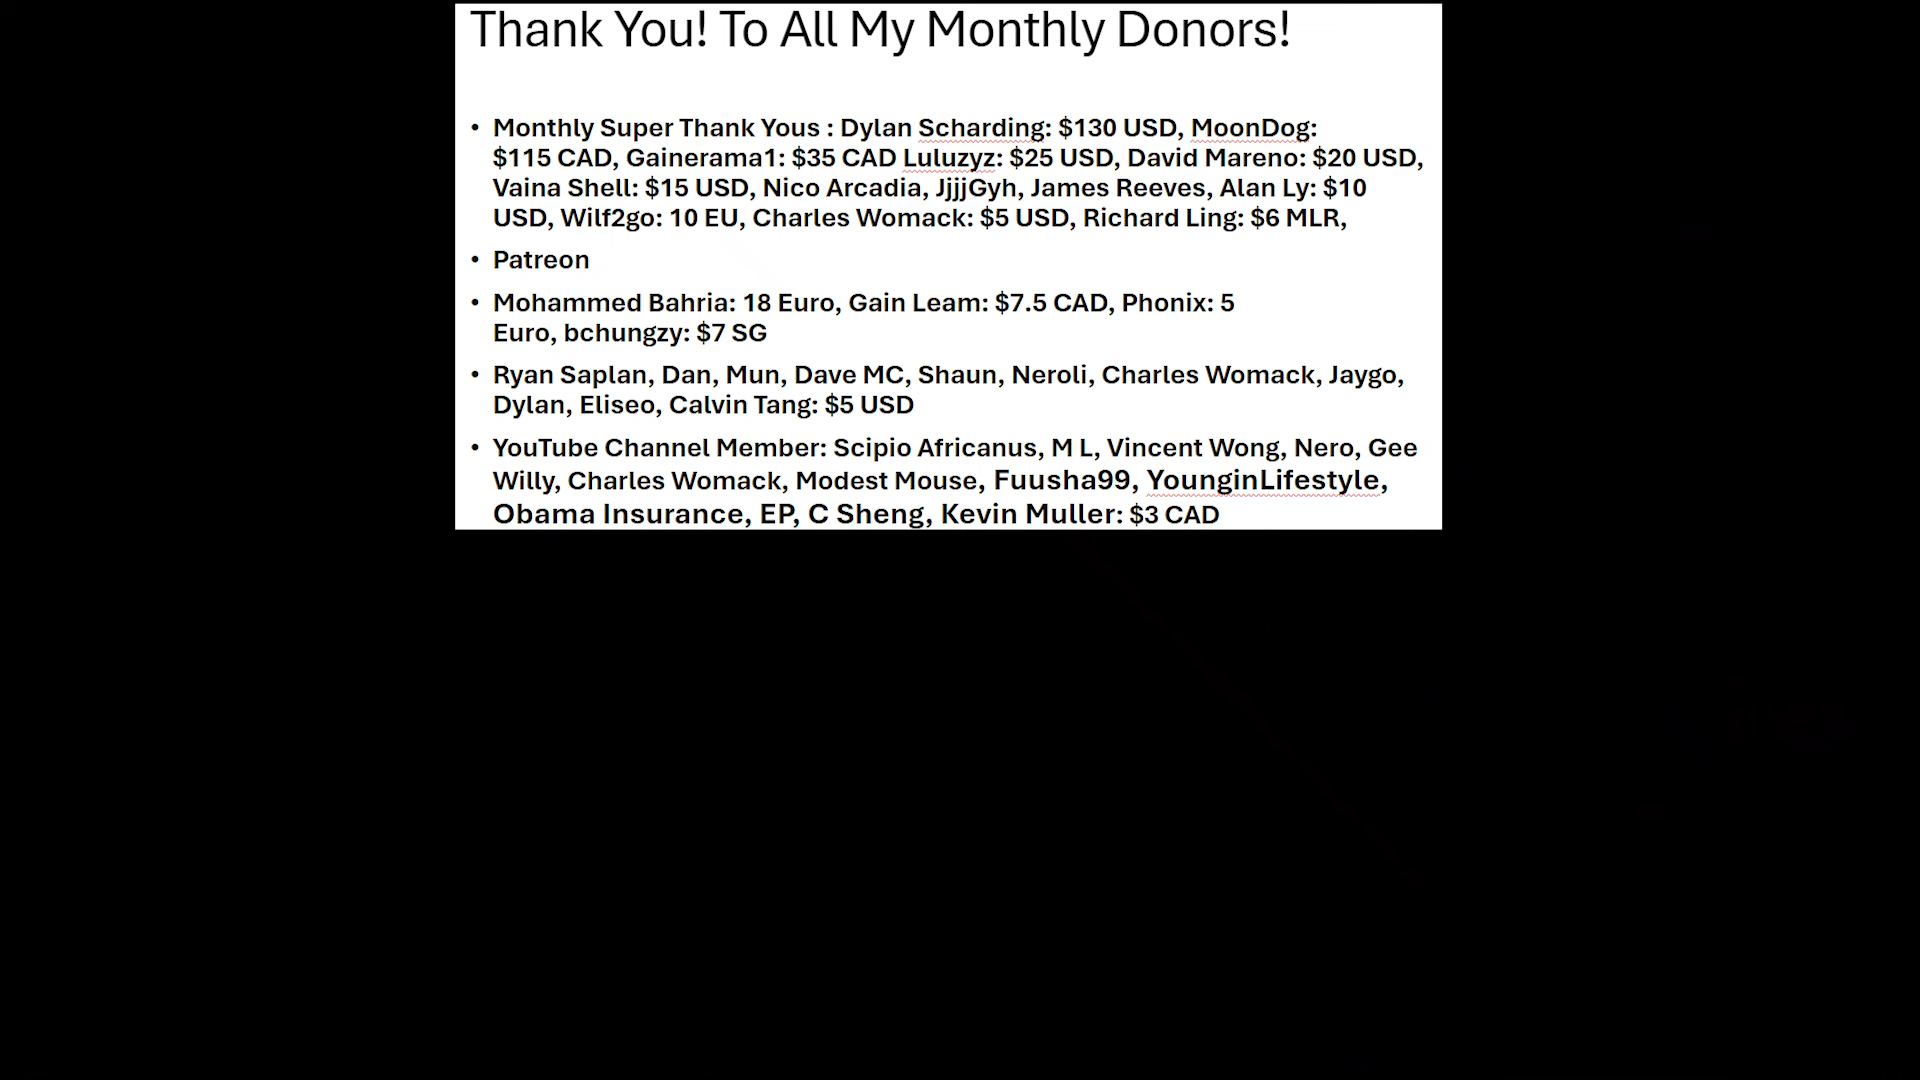 Thank You! To All My Monthly Donors!
• Monthly Super Thank Yous : Dylan Scharding: $130 USD, MoonDog:
$115 CAD, Gainerama1: $35 CAD Luluzyz: $25 USD, David Mareno: $20 USD,
Vaina Shell: $15 USD, Nico Arcadia, JjjjGyh, James Reeves, Alan Ly: $10
USD, Wilf2go: 10 EU, Charles Womack: $5 USD, Richard Ling: $6 MLR,
• Patreon
• Mohammed Bahria: 18 Euro, Gain Leam: $7.5 CAD, Phonix: 5
Euro, bchungzy: $7 SG
• Ryan Saplan, Dan, Mun, Dave MC, Shaun, Neroli, Charles Womack, Jaygo,
Dylan, Eliseo, Calvin Tang: $5 USD
• YouTube Channel Member: Scipio Africanus, M L, Vincent Wong, Nero, Gee
Willy, Charles Womack, Modest Mouse, Fuusha99, YounginLifestyle,
Obama Insurance, EP, C Sheng, Kevin Muller: $3 CAD